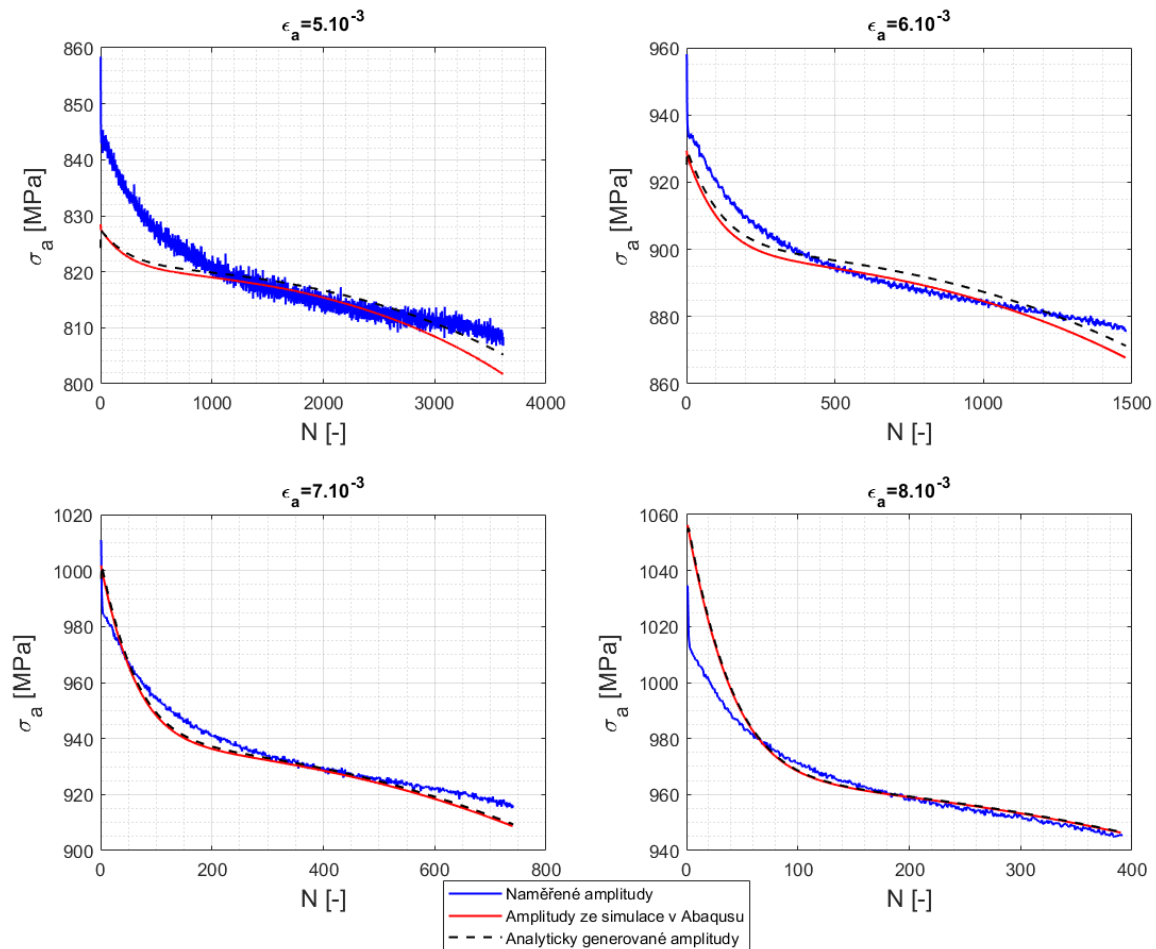 ϵₐ=5.10⁻³
860
850
840
830
820
810
800
σₐ [MPa]
0 1000 2000 3000 4000
N [-]
ϵₐ=6.10⁻³
960
940
920
900
880
860
σₐ [MPa]
0 500 1000 1500
N [-]
ϵₐ=7.10⁻³
1020
1000
980
960
940
920
900
σₐ [MPa]
0 200 400 600 800
N [-]
ϵₐ=8.10⁻³
1060
1040
1020
1000
980
960
940
σₐ [MPa]
0 100 200 300 400
N [-]
Naměřené amplitudy
Amplitudy ze simulace v Abaqusu
Analyticky generované amplitudy